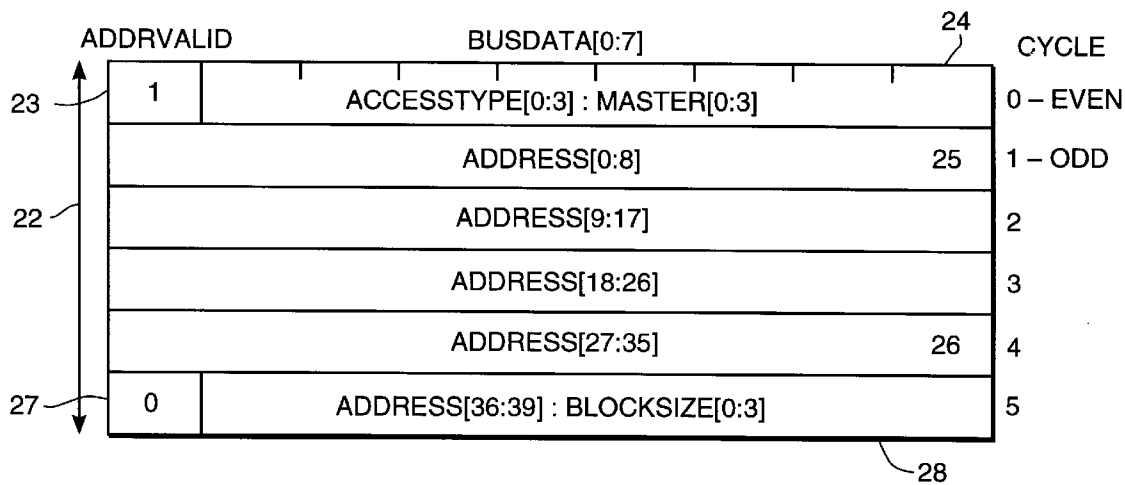 ADDRVALID BUSDATA[0:7] 24 CYCLE
23 1 ACCESSTYPE[0:3] : MASTER[0:3] 0 – EVEN
ADDRESS[0:8] 25 1 – ODD
22 ADDRESS[9:17] 2
ADDRESS[18:26] 3
ADDRESS[27:35] 26 4
27 0 ADDRESS[36:39] : BLOCKSIZE[0:3] 5
28